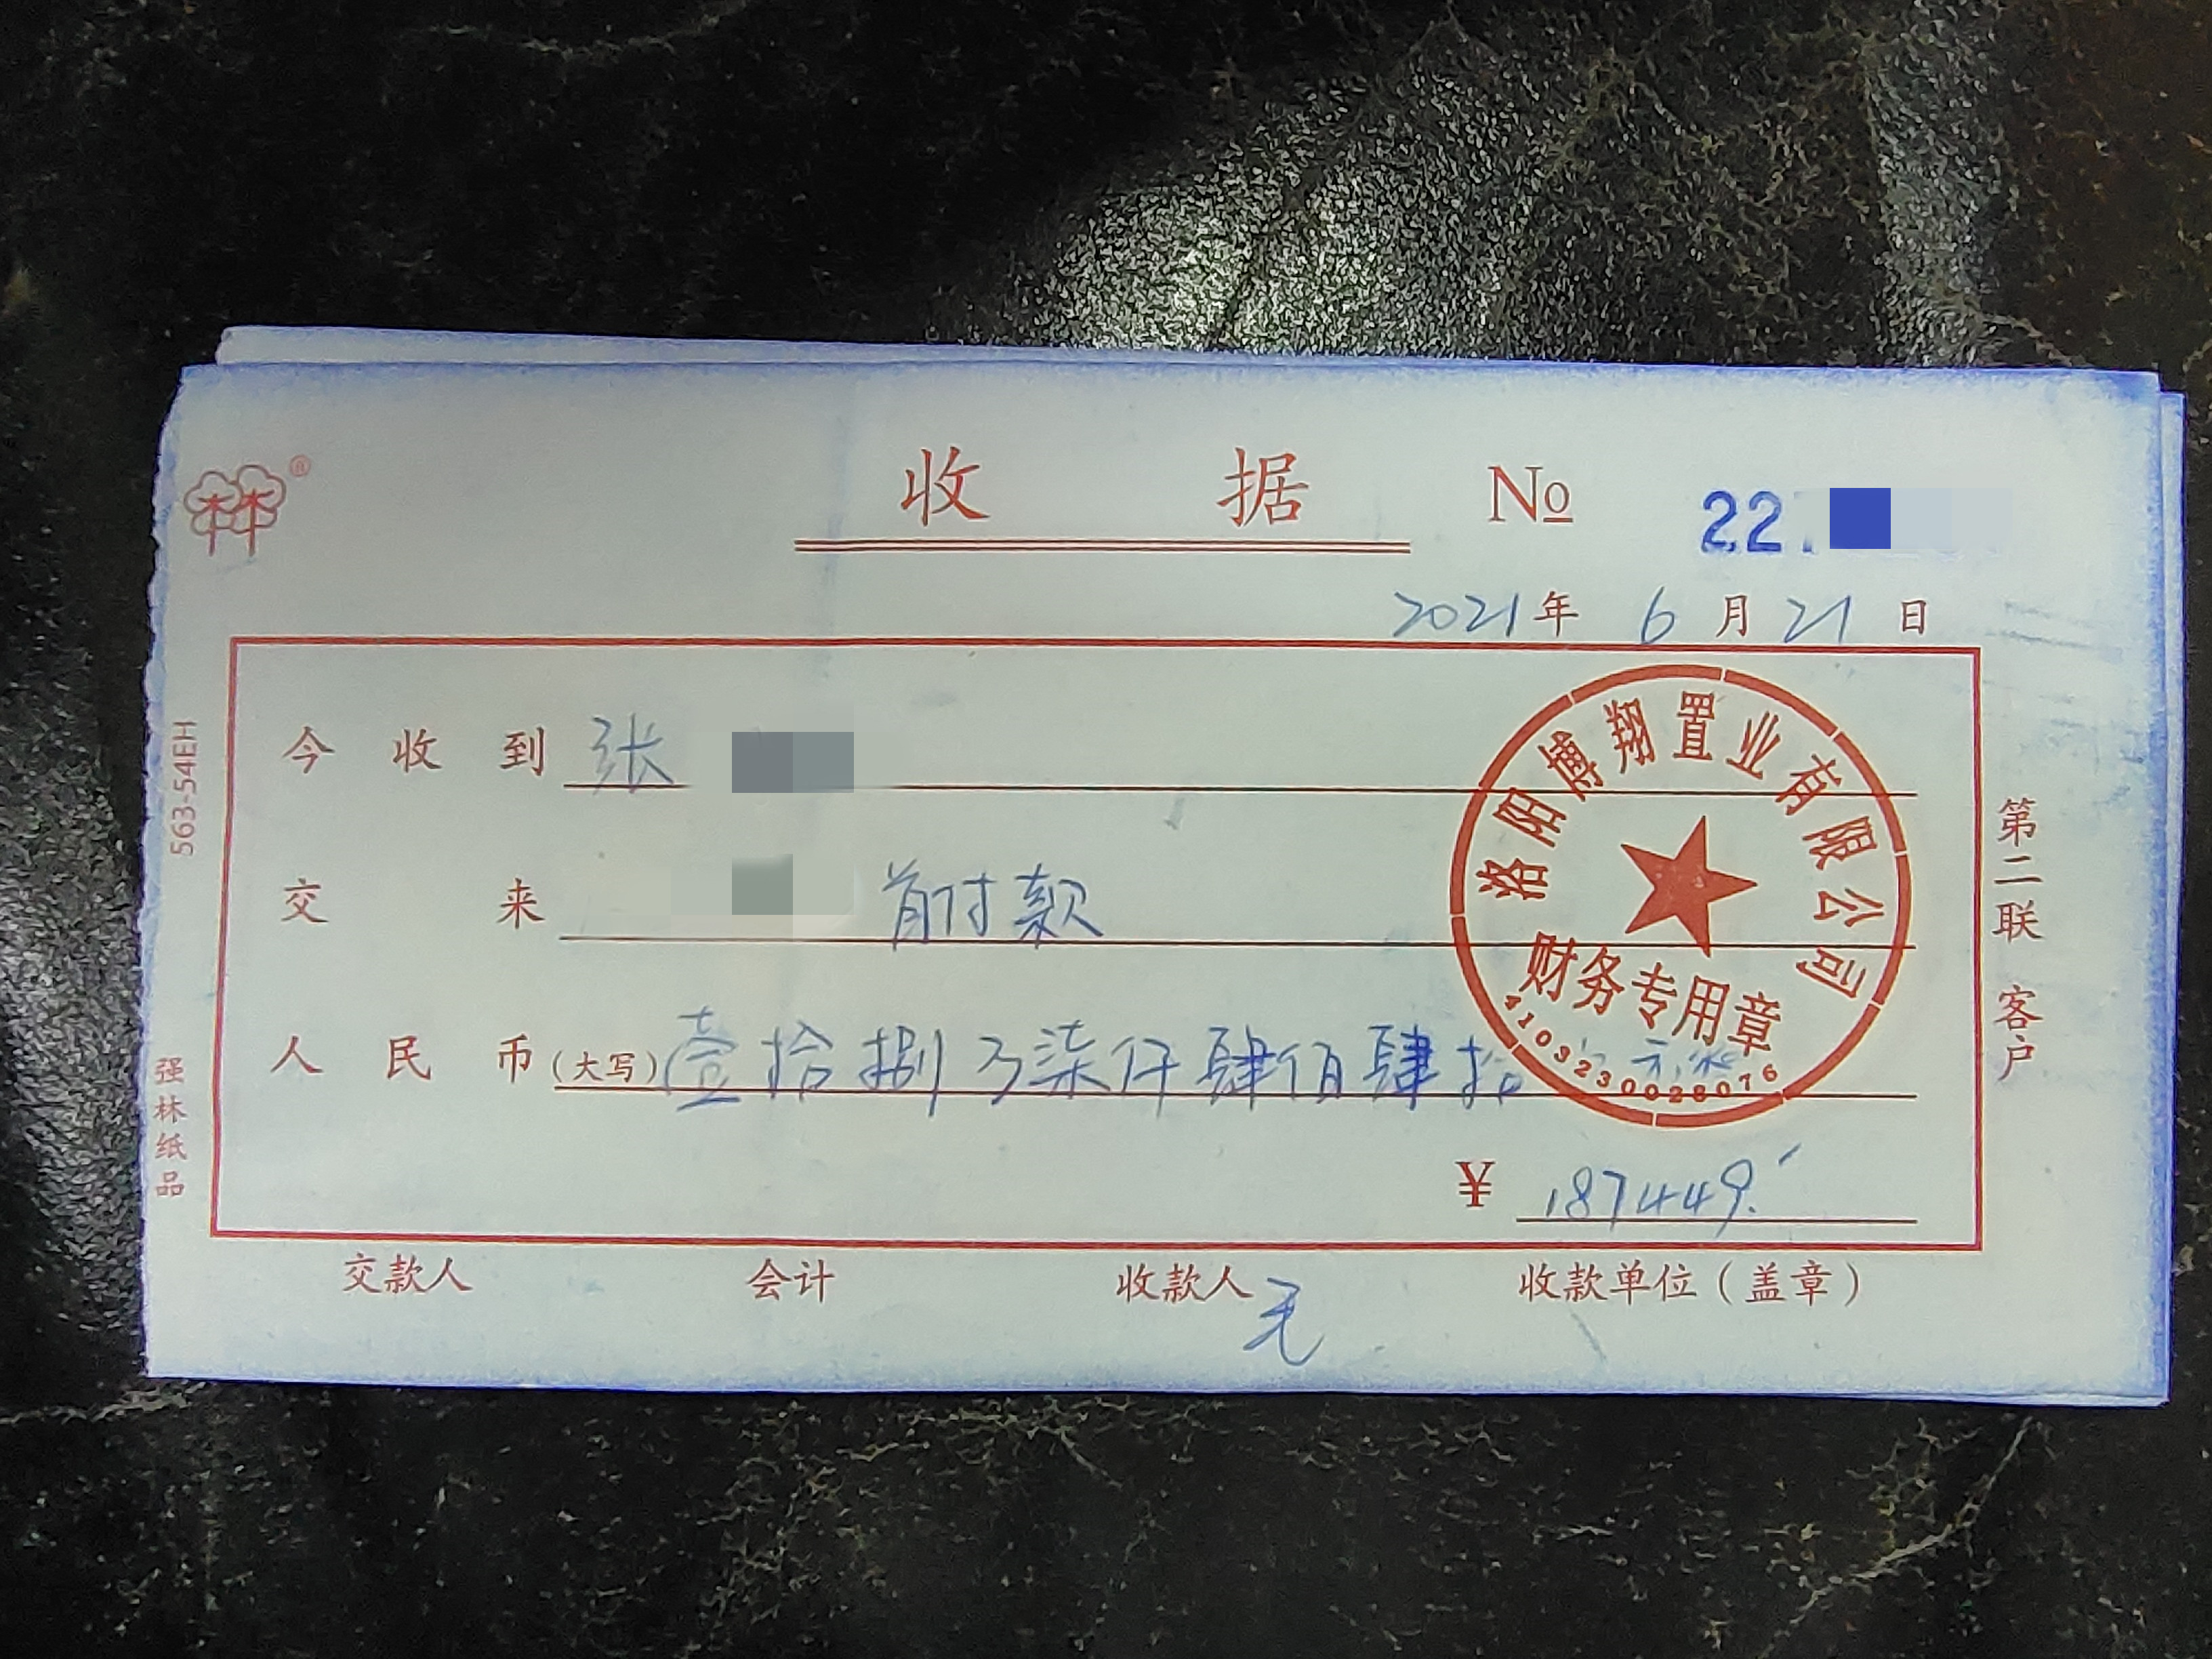 收 据 No 22
2021年 6月21日
今收到 张
交来 首付款
人民币(大写)壹拾捌万柒仟肆佰肆拾 元整
¥ 187449.
交款人 会计 收款人 收款单位(盖章)
洛阳博翔置业有限公司
财务专用章
4103230028076
第二联 客户
563-54EH
强林纸品